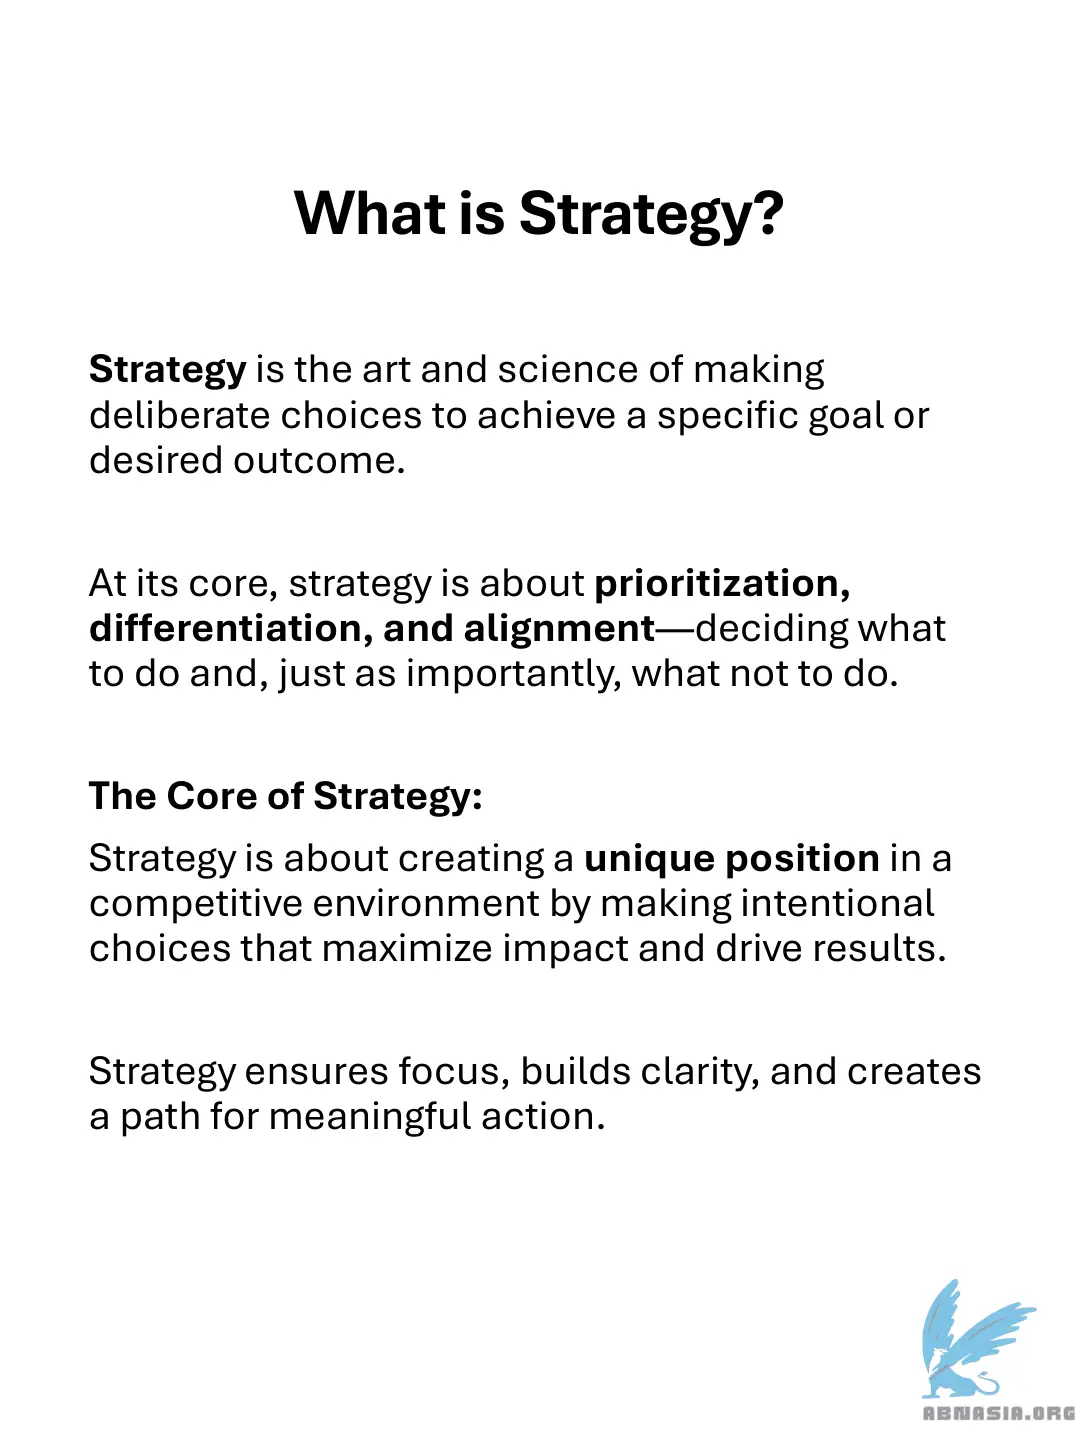 What is Strategy?
Strategy is the art and science of making
deliberate choices to achieve a specific goal or
desired outcome.
At its core, strategy is about prioritization,
differentiation, and alignment—deciding what
to do and, just as importantly, what not to do.
The Core of Strategy:
Strategy is about creating a unique position in a
competitive environment by making intentional
choices that maximize impact and drive results.
Strategy ensures focus, builds clarity, and creates
a path for meaningful action.
ABNASIA.ORG